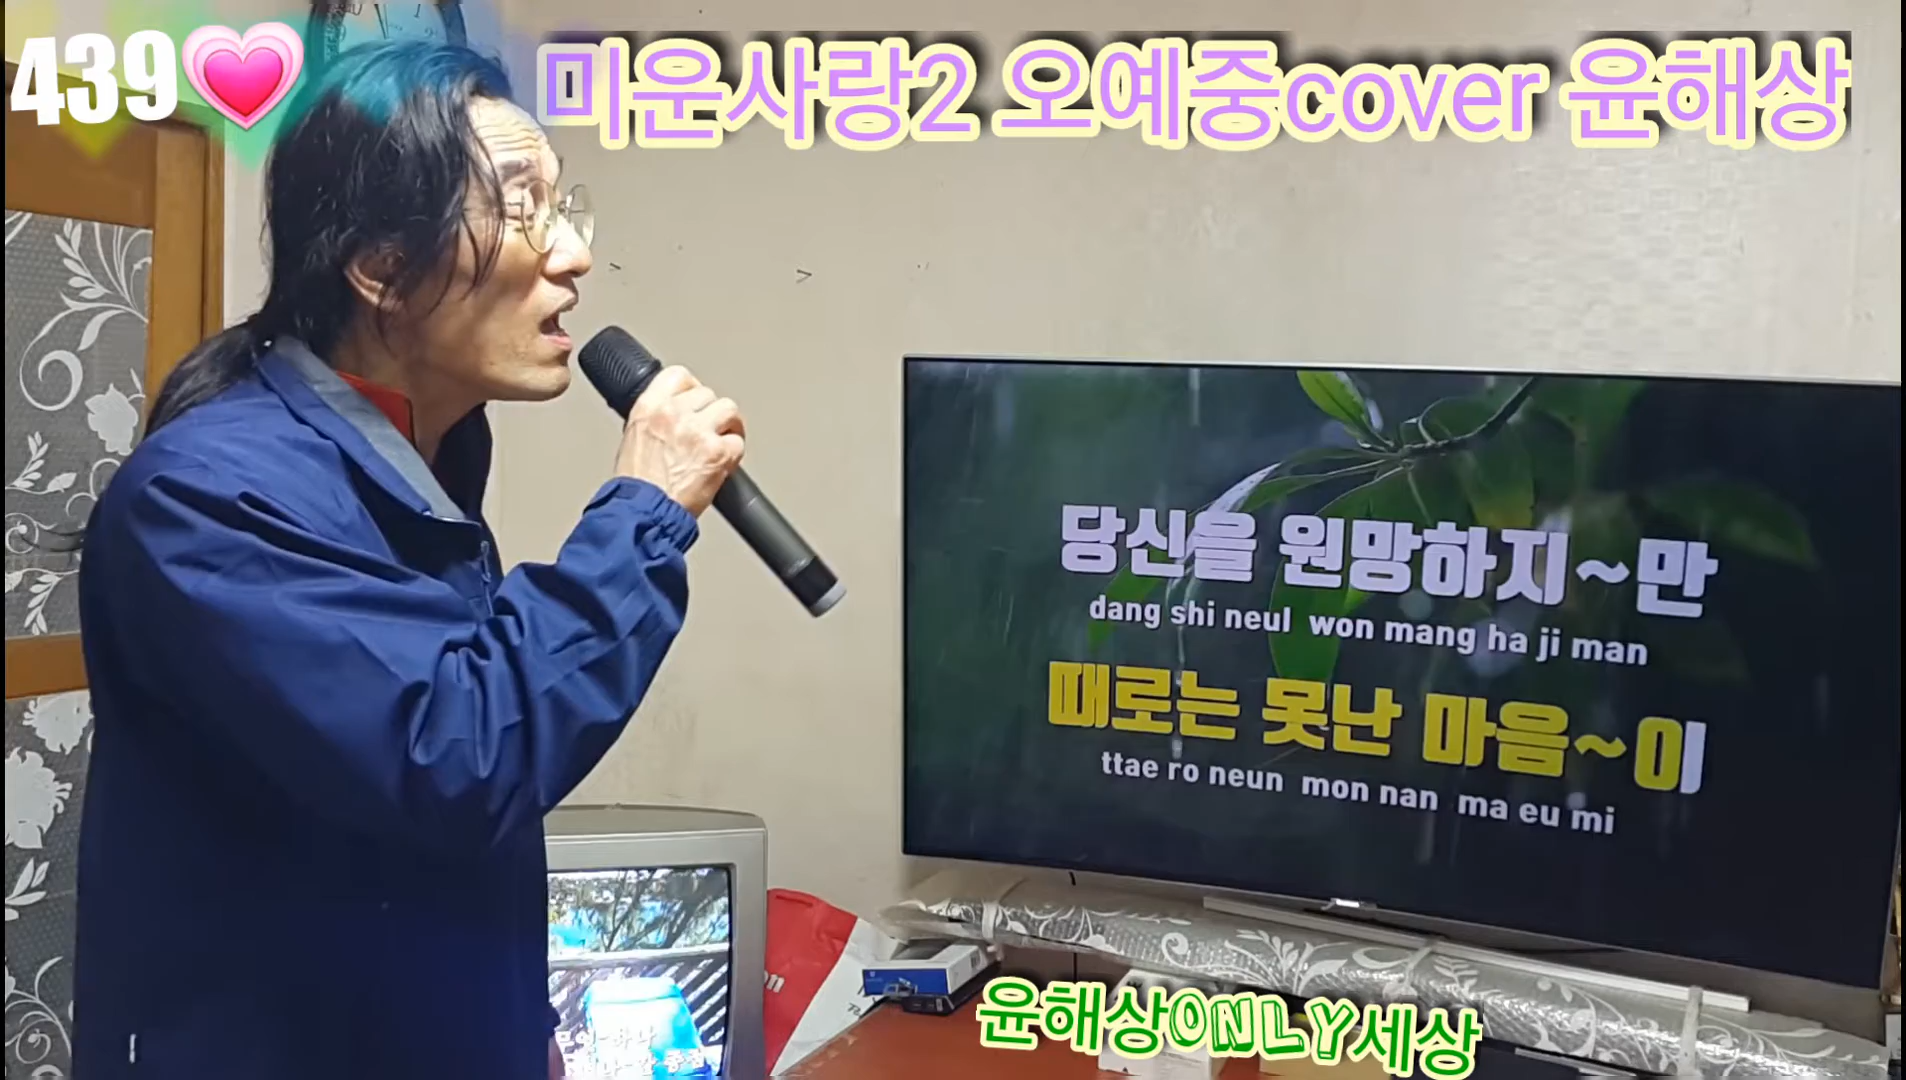 439💗
미운사랑2 오예중cover 윤해상
당신을 원망하지~만
dang shi neul won mang ha ji man
때로는 못난 마음~이
ttae ro neun mon nan ma eu mi
윤해상ONLY세상